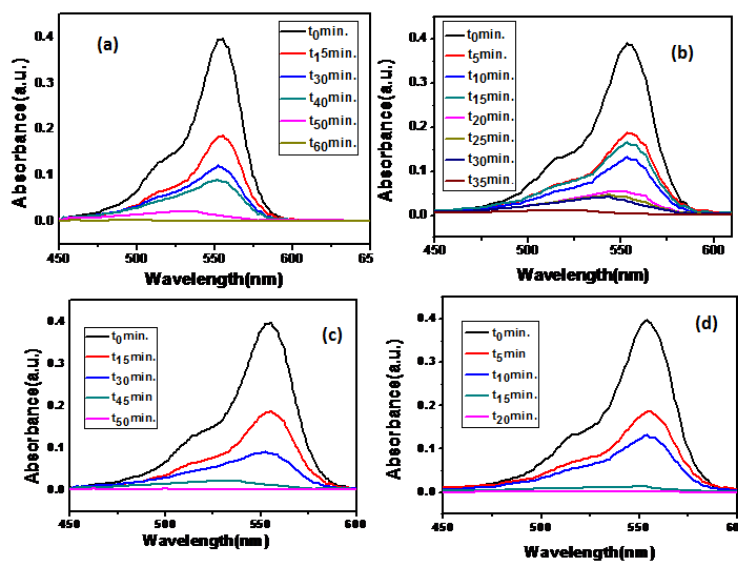 (a)
t0min.
t15min.
t30min.
t40min.
t50min.
t60min.
Absorbance(a.u.)
0.4
0.3
0.2
0.1
0.0
450 500 550 600 65
Wavelength(nm)
(b)
t0min.
t5min.
t10min.
t15min.
t20min.
t25min.
t30min.
t35min.
Absorbance(a.u.)
0.4
0.3
0.2
0.1
0.0
450 500 550 600
Wavelength(nm)
(c)
t0min.
t15min.
t30min.
t45min
t50min.
Absorbance(a.u.)
0.4
0.3
0.2
0.1
0.0
450 500 550 600
Wavelength(nm)
(d)
t0min.
t5min
t10min.
t15min.
t20min.
Absorbance(a.u.)
0.4
0.3
0.2
0.1
0.0
450 500 550 60
Wavelength(nm)